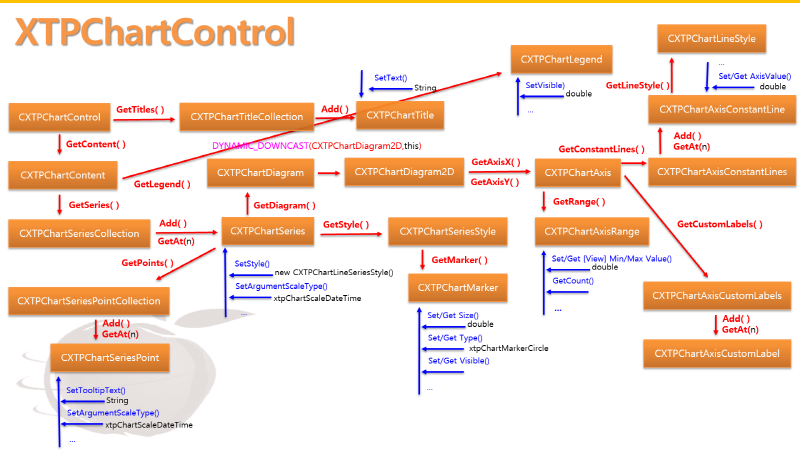 XTPChartControl
CXTPChartLineStyle
CXTPChartLegend
SetText()
String
...
Set/Get AxisValue()
double
GetLineStyle( )
SetVisible()
double
...
GetTitles( )
Add( )
CXTPChartControl
CXTPChartTitleCollection
CXTPChartTitle
CXTPChartAxisConstantLine
GetContent( )
DYNAMIC_DOWNCAST(CXTPChartDiagram2D,this)
GetConstantLines( )
Add( )
GetAt(n)
CXTPChartContent
GetLegend( )
CXTPChartDiagram
CXTPChartDiagram2D
GetAxisX( )
GetAxisY( )
CXTPChartAxis
CXTPChartAxisConstantLines
GetSeries( )
GetDiagram( )
GetRange( )
CXTPChartSeriesCollection
Add( )
GetAt(n)
CXTPChartSeries
GetStyle( )
CXTPChartSeriesStyle
CXTPChartAxisRange
GetCustomLabels( )
GetPoints( )
SetStyle()
new CXTPChartLineSeriesStyle()
SetArgumentScaleType()
xtpChartScaleDateTime
...
GetMarker( )
Set/Get [View] Min/Max Value()
double
GetCount()
...
CXTPChartSeriesPointCollection
CXTPChartMarker
CXTPChartAxisCustomLabels
Add( )
GetAt(n)
Set/Get Size()
double
Set/Get Type()
xtpChartMarkerCircle
Set/Get Visible()
...
Add( )
GetAt(n)
CXTPChartSeriesPoint
CXTPChartAxisCustomLabel
SetTooltipText()
String
SetArgumentScaleType()
xtpChartScaleDateTime
...